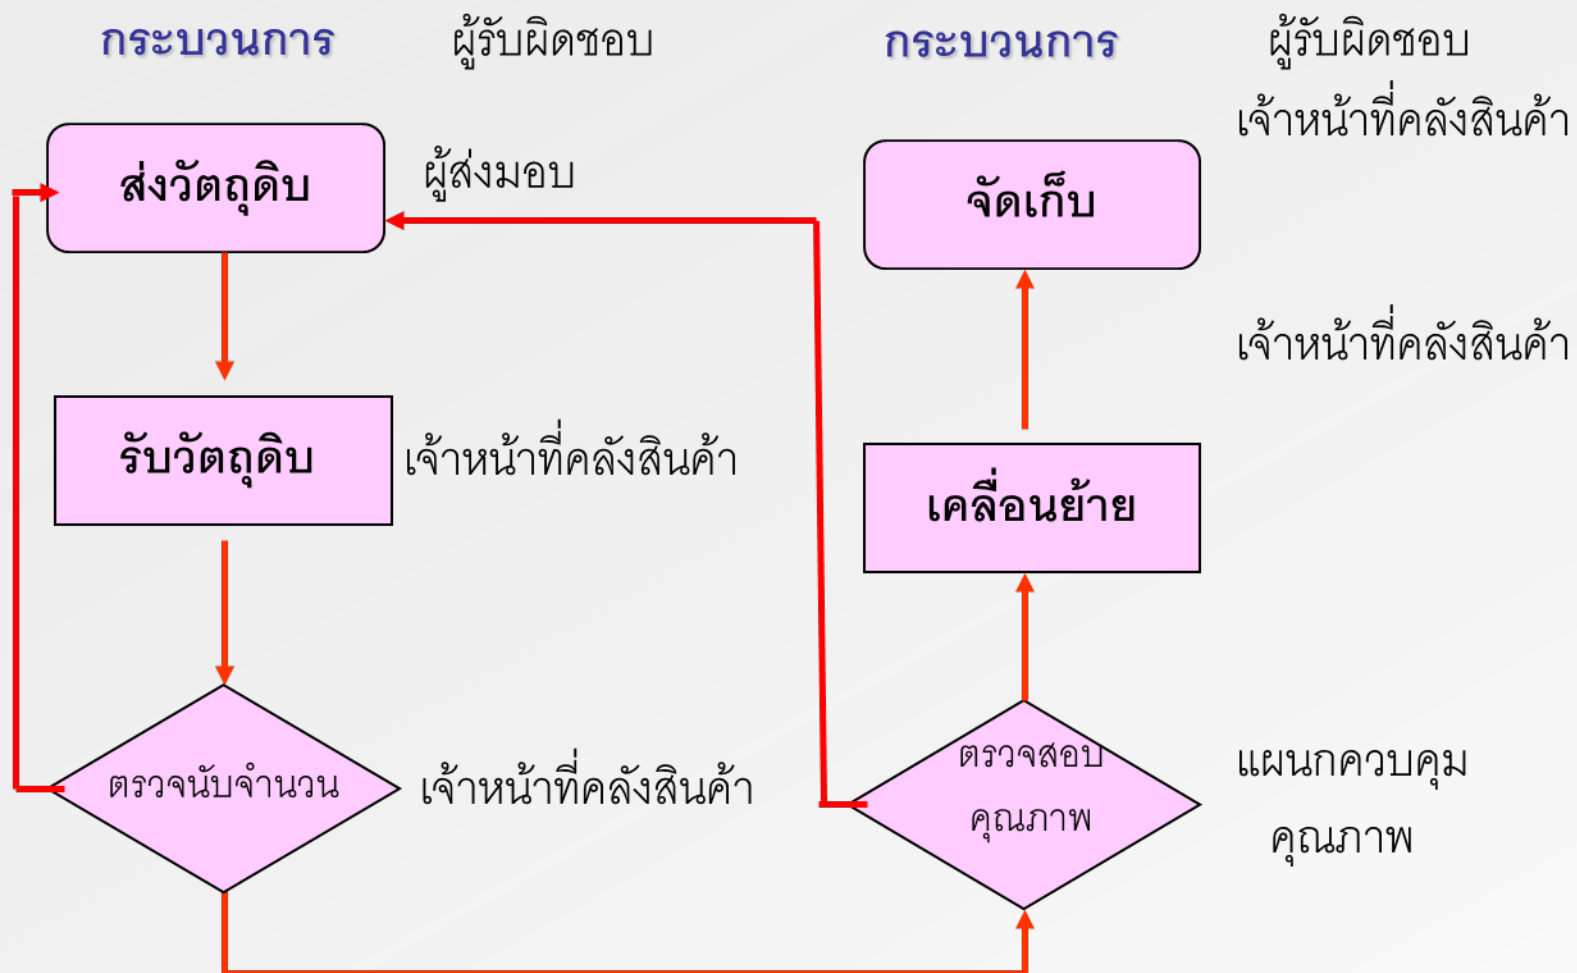 กระบวนการ
ผู้รับผิดชอบ
ส่งวัตถุดิบ
ผู้ส่งมอบ
รับวัตถุดิบ
เจ้าหน้าที่คลังสินค้า
ตรวจนับจำนวน
เจ้าหน้าที่คลังสินค้า
กระบวนการ
ผู้รับผิดชอบ
เจ้าหน้าที่คลังสินค้า
จัดเก็บ
เจ้าหน้าที่คลังสินค้า
เคลื่อนย้าย
ตรวจสอบ
คุณภาพ
แผนกควบคุม
คุณภาพ